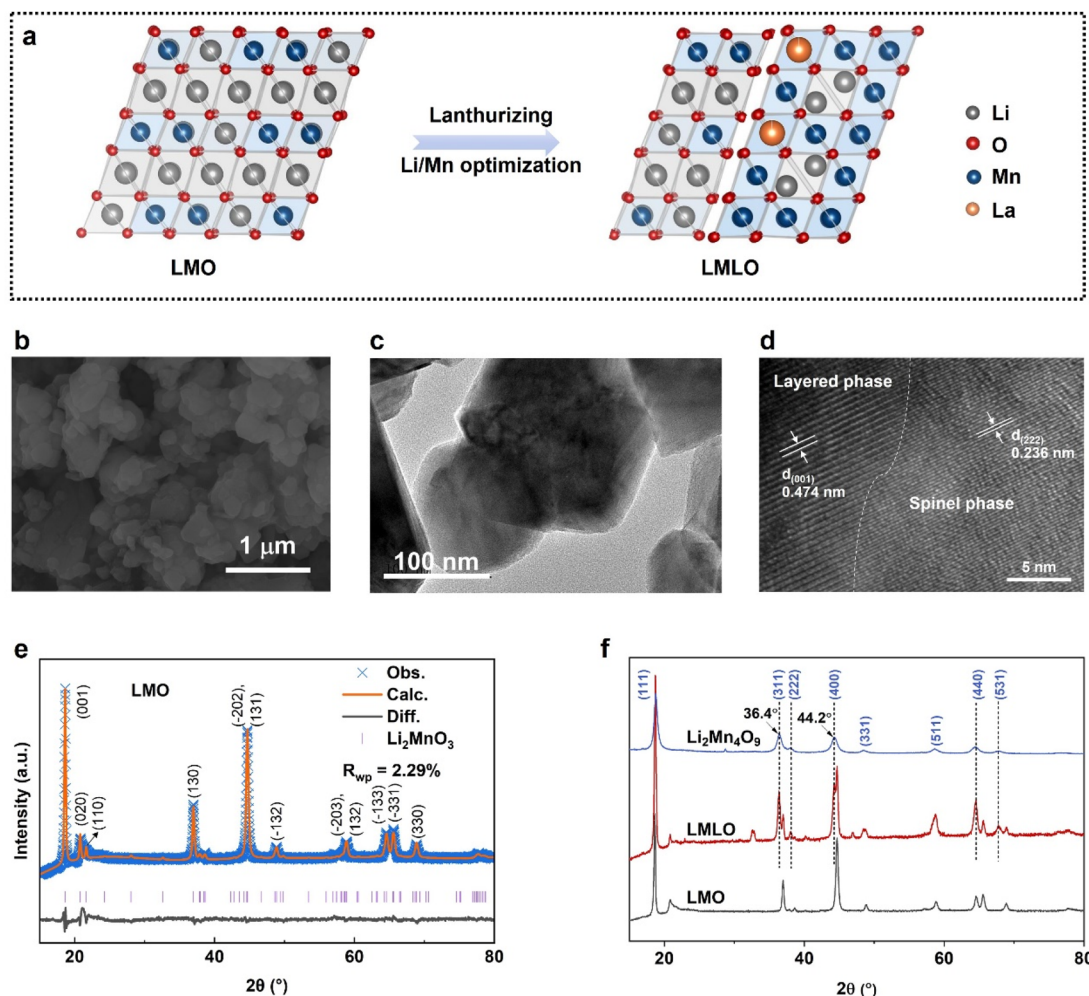 a
Lanthurizing
Li/Mn optimization
LMO
LMLO
Li
O
Mn
La
b
1 μm
c
100 nm
d
Layered phase
d(222)
0.236 nm
d(001)
0.474 nm
Spinel phase
5 nm
e
LMO
Obs.
Calc.
Diff.
Li₂MnO₃
Rwp = 2.29%
(001)
(020)
(110)
(130)
(-202),
(131)
(-132)
(-203),
(132)
(-133)
(-331)
(330)
Intensity (a.u.)
20
40
60
80
2θ (°)
f
(111)
(311)
(222)
(400)
(331)
(511)
(440)
(531)
36.4°
44.2°
Li₂Mn₄O₉
LMLO
LMO
20
40
60
80
2θ (°)